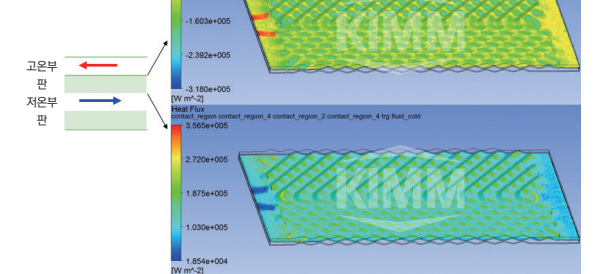 -1.603e+005
-2.392e+005
-3.180e+005
[W m^-2]
고온부
판
저온부
판
KIMM
Heat Flux
contact_region contact_region_4 contact_region_2 contact_region_4 trg fluid_cold
3.565e+005
2.720e+005
1.875e+005
1.030e+005
1.854e+004
[W m^-2]
KIMM